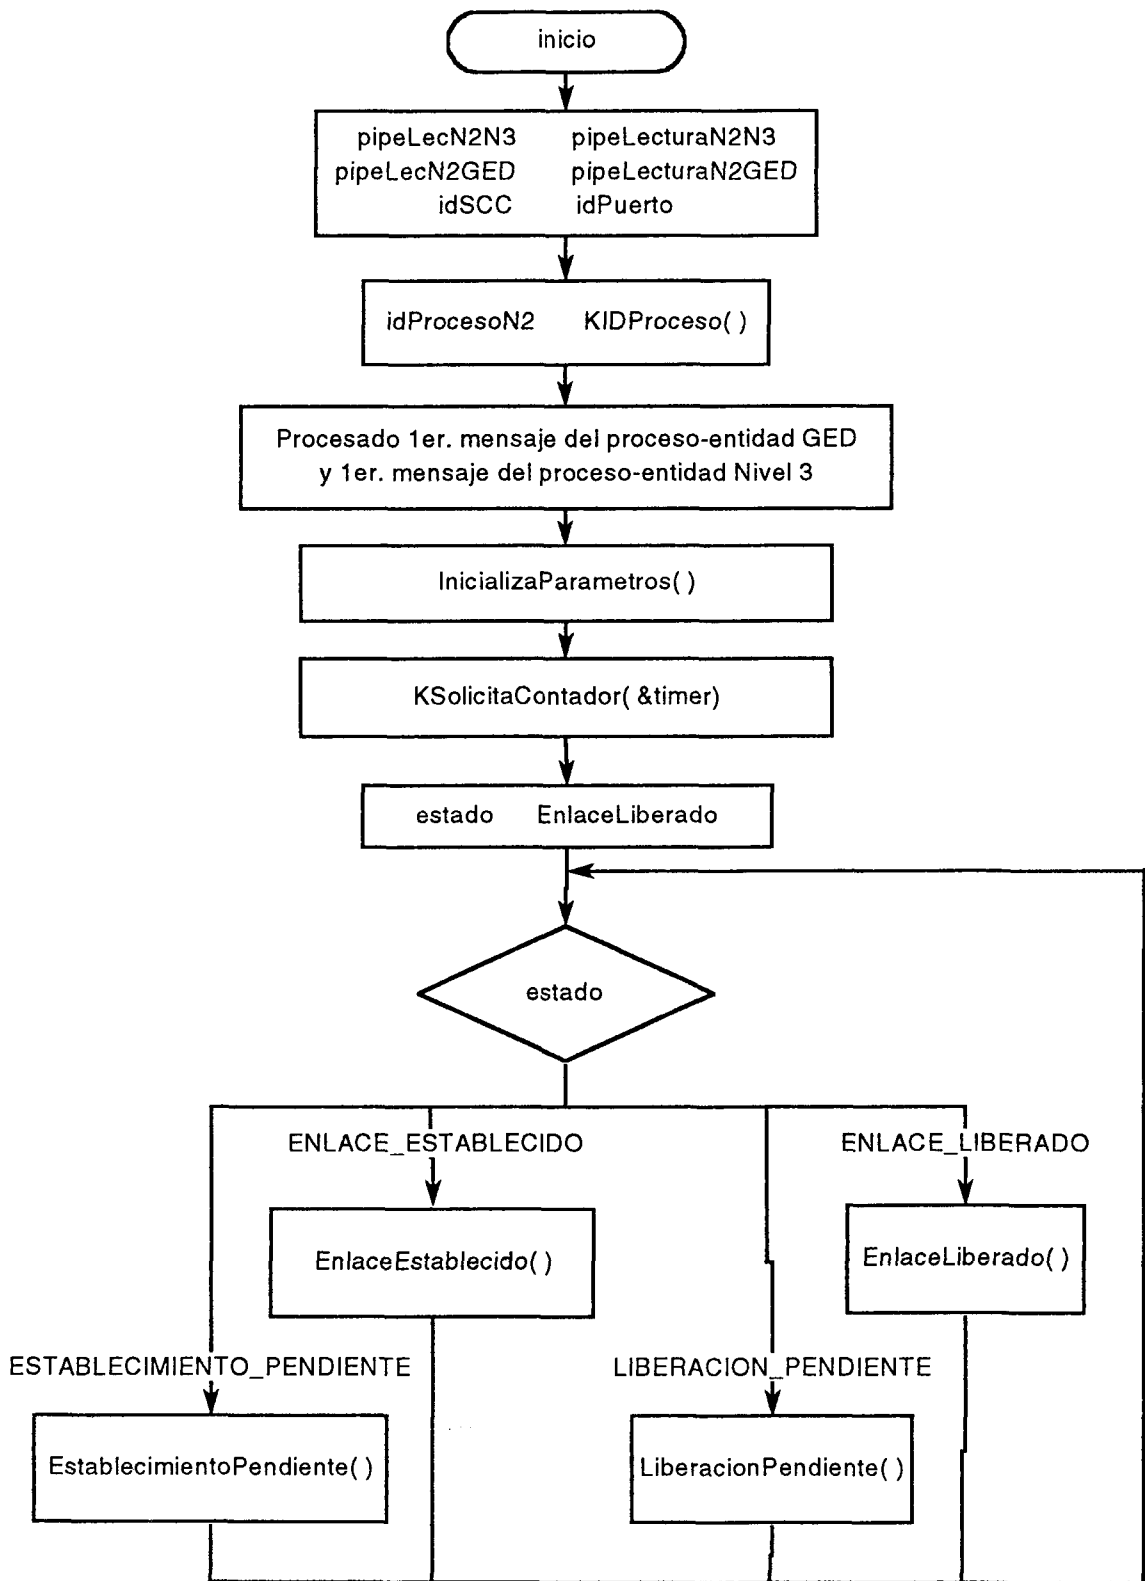 inicio
pipeLecN2N3 pipeLecturaN2N3
pipeLecN2GED pipeLecturaN2GED
idSCC idPuerto
idProcesoN2 KIDProceso( )
Procesado 1er. mensaje del proceso-entidad GED
y 1er. mensaje del proceso-entidad Nivel 3
InicializaParametros( )
KSolicitaContador( &timer)
estado EnlaceLiberado
estado
ENLACE_ESTABLECIDO
ENLACE_LIBERADO
EnlaceEstablecido( )
EnlaceLiberado( )
ESTABLECIMIENTO_PENDIENTE
LIBERACION_PENDIENTE
EstablecimientoPendiente( )
LiberacionPendiente( )